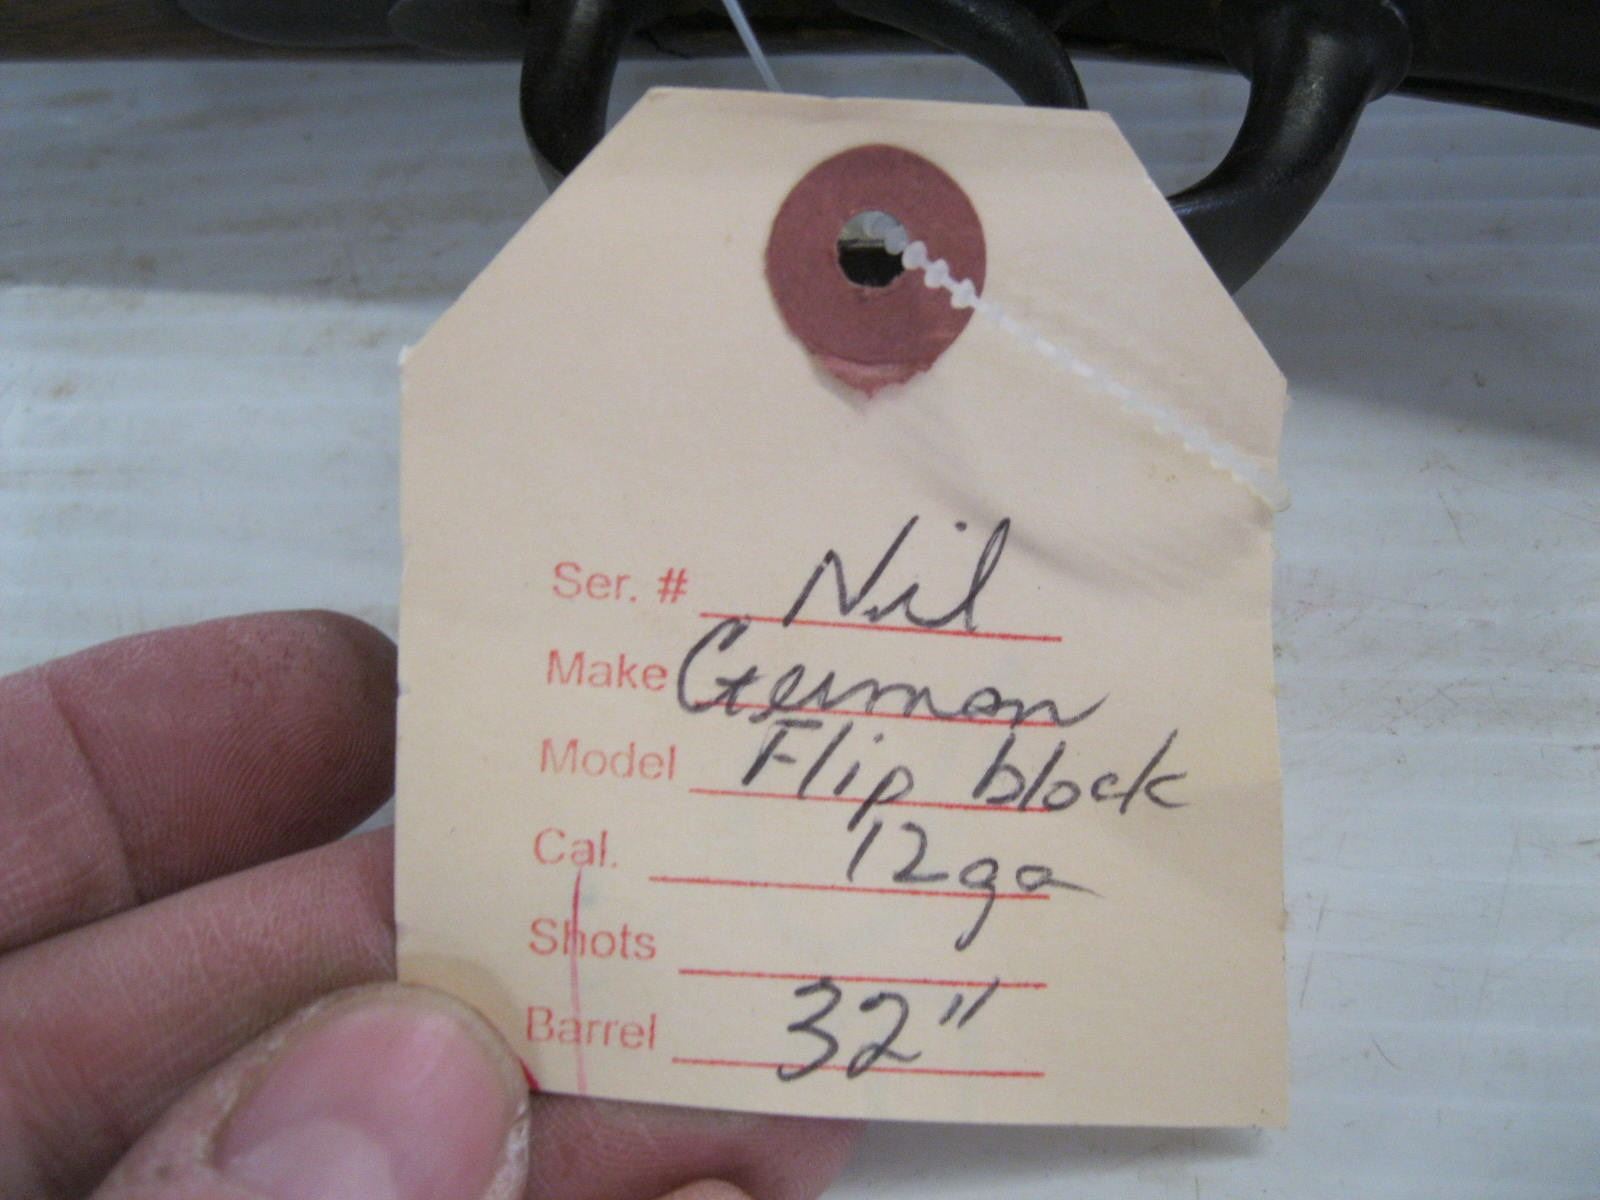 Ser. # Nil
Make German
Model Flip block
Cal. 12ga
Shots
Barrel 32"